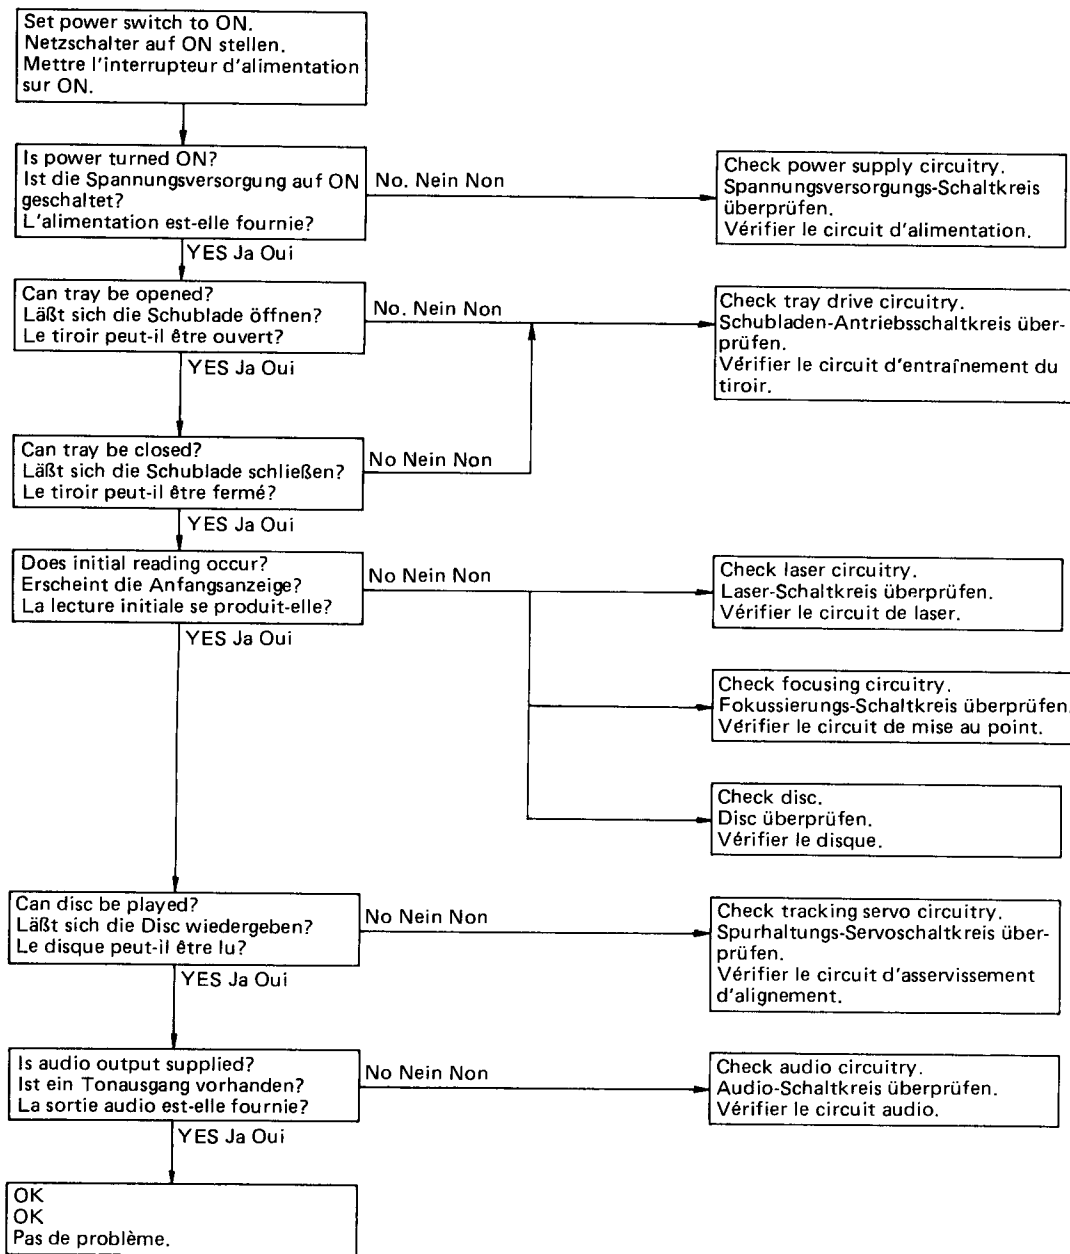 Set power switch to ON.
Netzschalter auf ON stellen.
Mettre l'interrupteur d'alimentation
sur ON.
Is power turned ON?
Ist die Spannungsversorgung auf ON
geschaltet?
L'alimentation est-elle fournie?
No. Nein Non
Check power supply circuitry.
Spannungsversorgungs-Schaltkreis
überprüfen.
Vérifier le circuit d'alimentation.
YES Ja Oui
Can tray be opened?
Läßt sich die Schublade öffnen?
Le tiroir peut-il être ouvert?
No. Nein Non
Check tray drive circuitry.
Schubladen-Antriebsschaltkreis über-
prüfen.
Vérifier le circuit d'entraînement du
tiroir.
YES Ja Oui
Can tray be closed?
Läßt sich die Schublade schließen?
Le tiroir peut-il être fermé?
No Nein Non
YES Ja Oui
Does initial reading occur?
Erscheint die Anfangsanzeige?
La lecture initiale se produit-elle?
No Nein Non
Check laser circuitry.
Laser-Schaltkreis überprüfen.
Vérifier le circuit de laser.
YES Ja Oui
Check focusing circuitry.
Fokussierungs-Schaltkreis überprüfen.
Vérifier le circuit de mise au point.
Check disc.
Disc überprüfen.
Vérifier le disque.
Can disc be played?
Läßt sich die Disc wiedergeben?
Le disque peut-il être lu?
No Nein Non
Check tracking servo circuitry.
Spurhaltungs-Servoschaltkreis über-
prüfen.
Vérifier le circuit d'asservissement
d'alignement.
YES Ja Oui
Is audio output supplied?
Ist ein Tonausgang vorhanden?
La sortie audio est-elle fournie?
No Nein Non
Check audio circuitry.
Audio-Schaltkreis überprüfen.
Vérifier le circuit audio.
YES Ja Oui
OK
OK
Pas de problème.